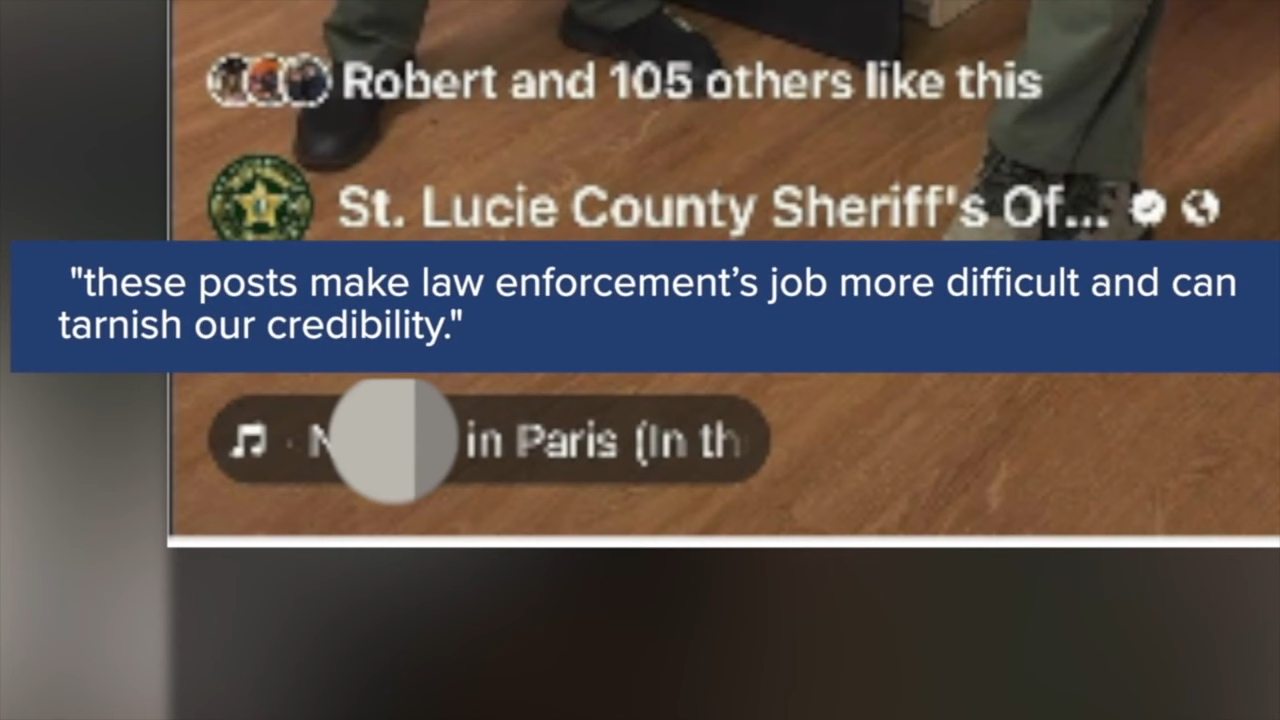 Robert and 105 others like this
St. Lucie County Sheriff's Of...
"these posts make law enforcement’s job more difficult and can
tarnish our credibility."
in Paris (In th